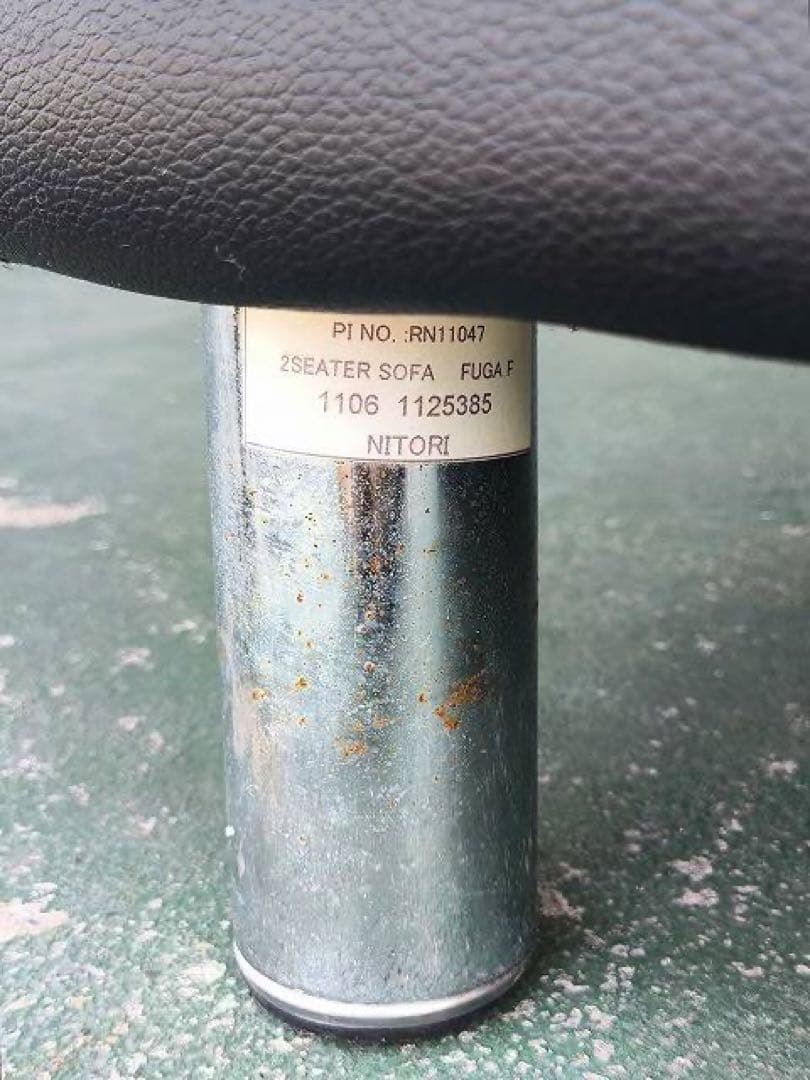 PI NO. :RN11047
2SEATER SOFA FUGA F
1106 1125385
NITORI